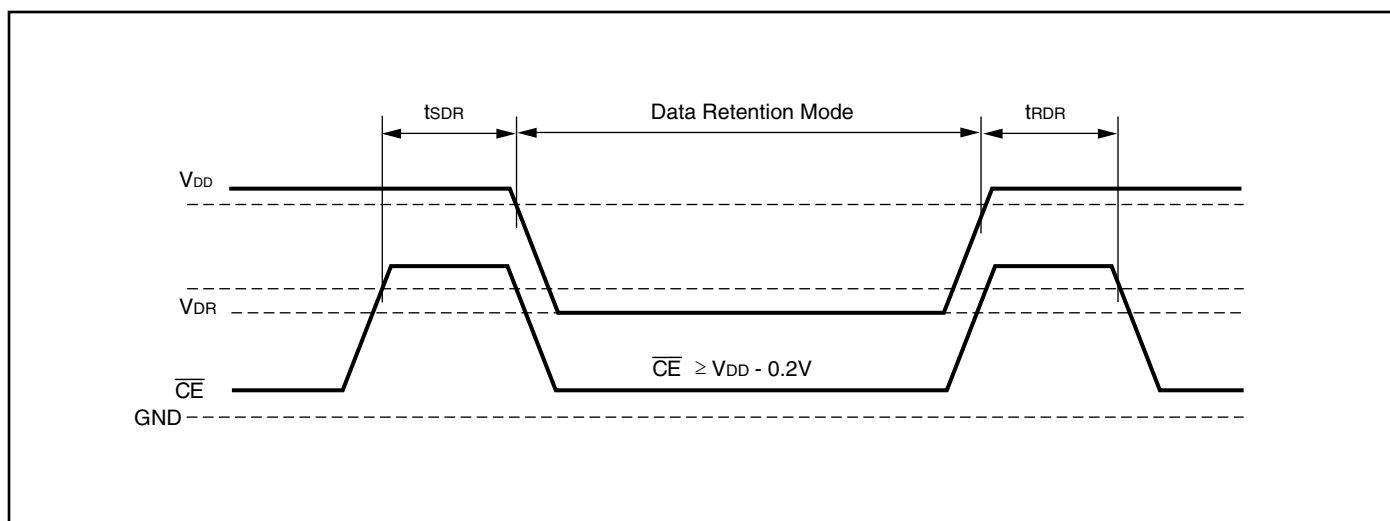 tSDR Data Retention Mode tRDR
VDD
VDR
CE ≥ VDD - 0.2V
CE
GND